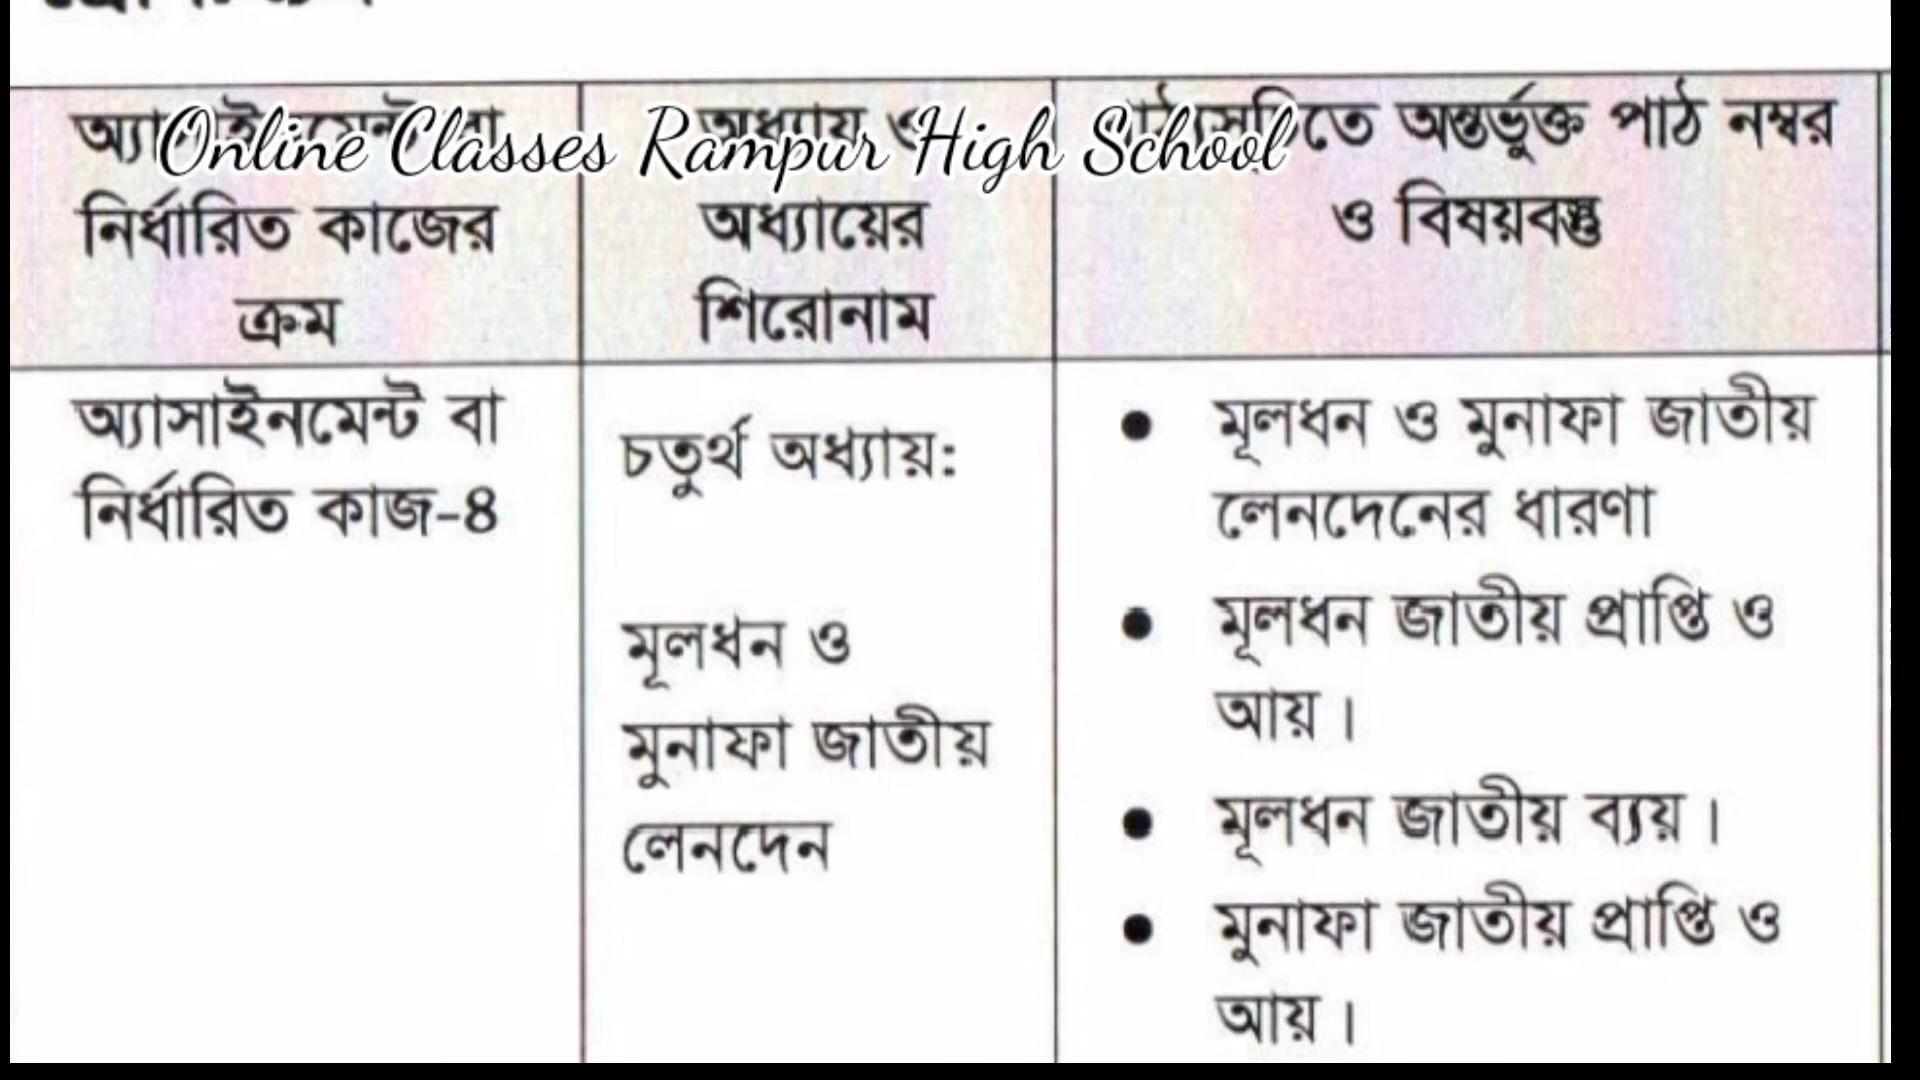 Online Classes Rampur High School
নির্ধারিত কাজের
ক্রম
অধ্যায় ও
অধ্যায়ের
শিরোনাম
অন্তর্ভুক্ত পাঠ নম্বর
ও বিষয়বস্তু
অ্যাসাইনমেন্ট বা
নির্ধারিত কাজ-৪
চতুর্থ অধ্যায়:
মূলধন ও
মুনাফা জাতীয়
লেনদেন
মূলধন ও মুনাফা জাতীয়
লেনদেনের ধারণা
মূলধন জাতীয় প্রাপ্তি ও
আয়।
মূলধন জাতীয় ব্যয়।
মুনাফা জাতীয় প্রাপ্তি ও
আয়।